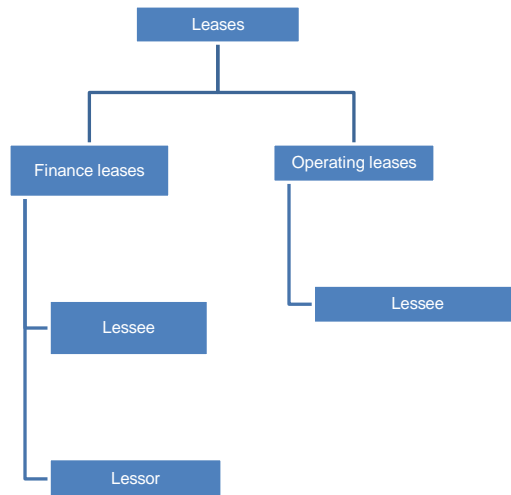 Leases
Finance leases
Operating leases
Lessee
Lessee
Lessor